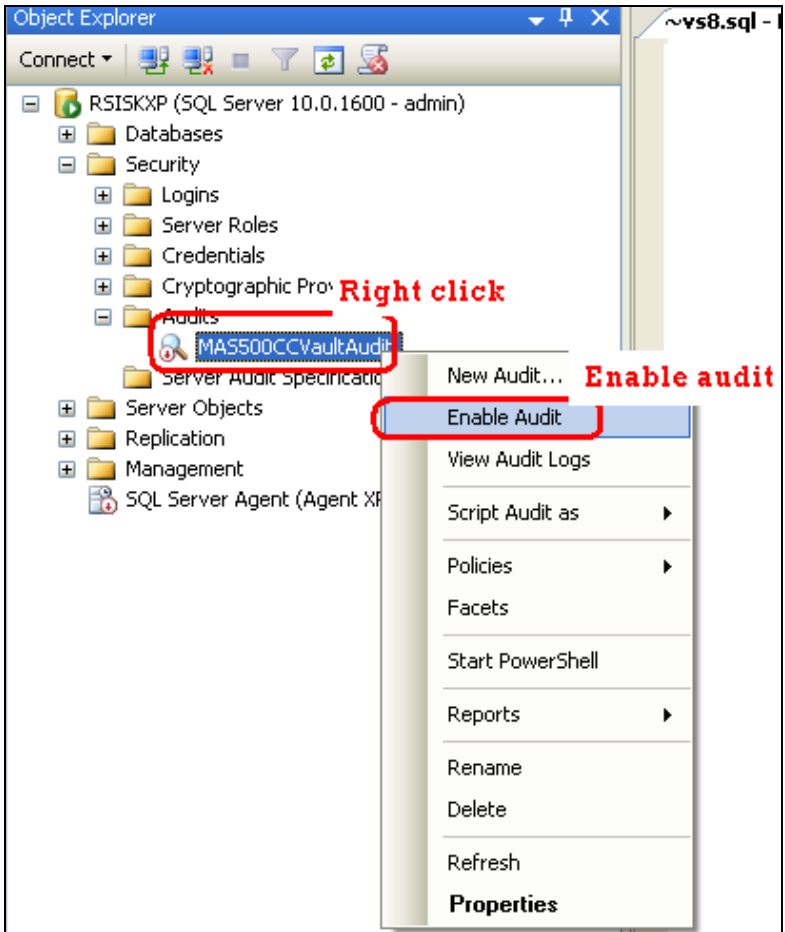 Object Explorer
~vs8.sql -
Connect
RSISKXP (SQL Server 10.0.1600 - admin)
Databases
Security
Logins
Server Roles
Credentials
Cryptographic Prov
Right click
Audits
MAS500CCVaultAudit
Server Audit Specificatio
New Audit...
Enable audit
Server Objects
Enable Audit
Replication
Management
View Audit Logs
SQL Server Agent (Agent XP
Script Audit as
Policies
Facets
Start PowerShell
Reports
Rename
Delete
Refresh
Properties